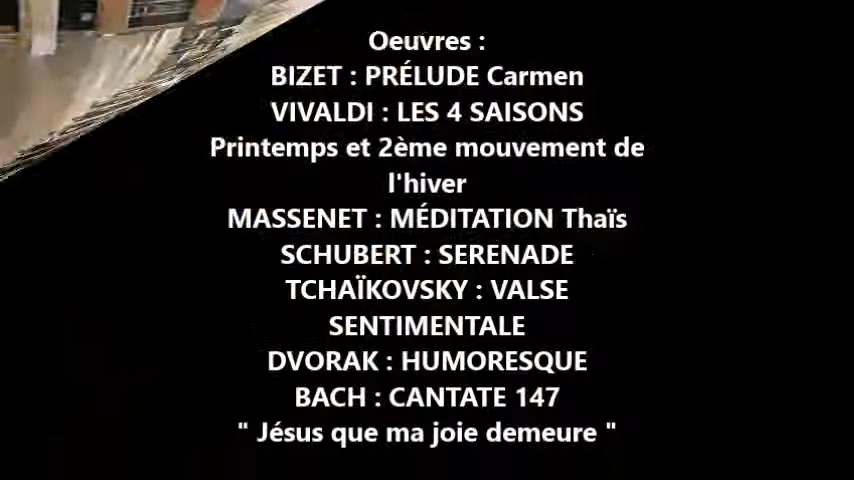 Oeuvres :
BIZET : PRÉLUDE Carmen
VIVALDI : LES 4 SAISONS
Printemps et 2ème mouvement de
l'hiver
MASSENET : MÉDITATION Thaïs
SCHUBERT : SERENADE
TCHAÏKOVSKY : VALSE
SENTIMENTALE
DVORAK : HUMORESQUE
BACH : CANTATE 147
" Jésus que ma joie demeure "